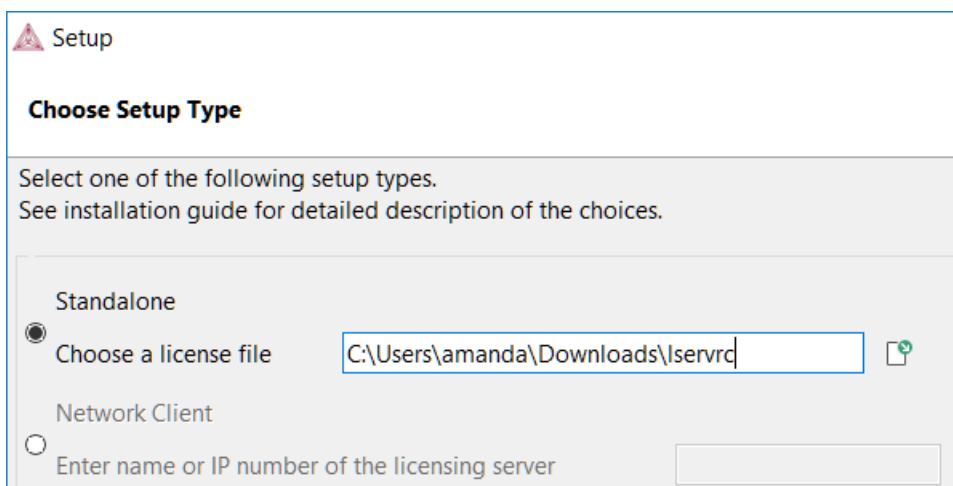 Setup
Choose Setup Type
Select one of the following setup types.
See installation guide for detailed description of the choices.
Standalone
Choose a license file C:\Users\amanda\Downloads\lservrc
Network Client
Enter name or IP number of the licensing server